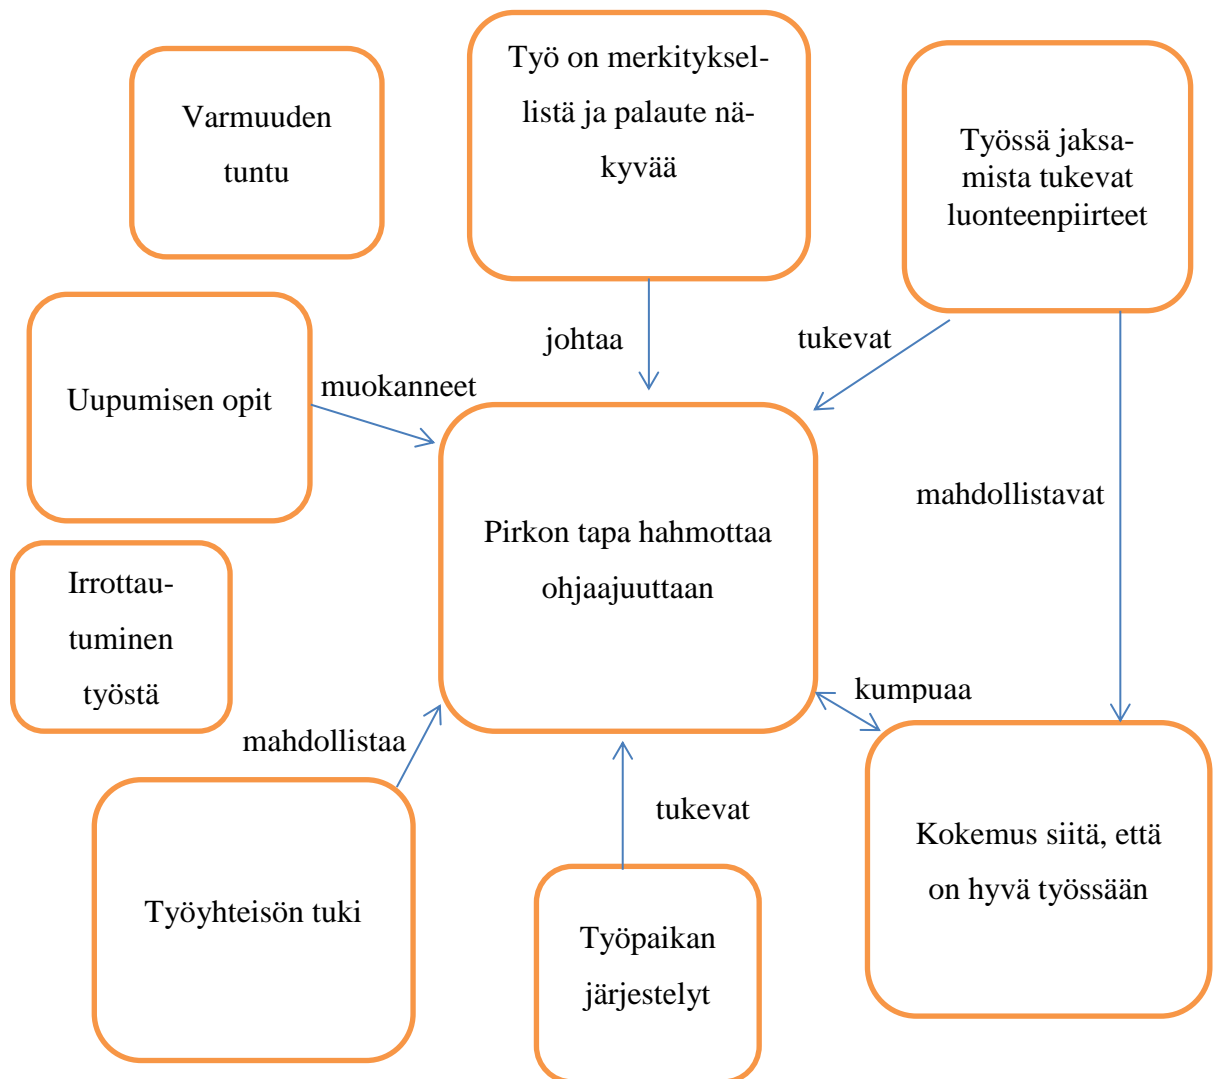 Työ on merkityksel-
listä ja palaute nä-
kyvää
Varmuuden
tuntu
Työssä jaksa-
mista tukevat
luonteenpiirteet
johtaa
tukevat
Uupumisen opit
muokanneet
mahdollistavat
Pirkon tapa hahmottaa
ohjaajuuttaan
Irrottau-
tuminen
työstä
kumpuaa
mahdollistaa
tukevat
Kokemus siitä, että
on hyvä työssään
Työyhteisön tuki
Työpaikan
järjestelyt